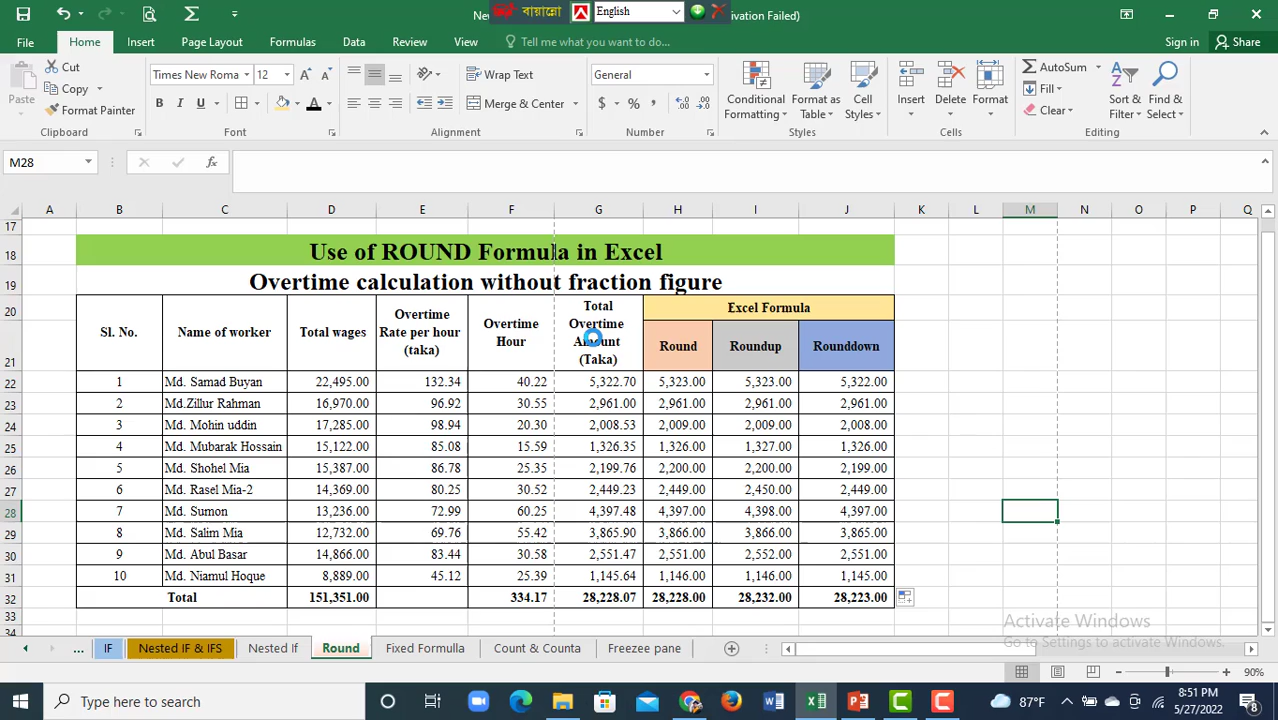 Ne
বায়ান্নো
English
ivation Failed)
File
Home
Insert
Page Layout
Formulas
Data
Review
View
Tell me what you want to do...
Sign in
Share
Paste
Cut
Copy
Format Painter
Clipboard
Times New Roma
12
B I U
Font
Wrap Text
Merge & Center
Alignment
General
$ % ,
Number
Conditional Formatting
Format as Table
Cell Styles
Styles
Insert
Delete
Format
Cells
AutoSum
Fill
Clear
Sort & Filter
Find & Select
Editing
M28
fx
A B C D E F G H I J K L M N O P Q
17
18 Use of ROUND Formula in Excel
19 Overtime calculation without fraction figure
20 Sl. No. Name of worker Total wages Overtime Rate per hour (taka) Overtime Hour Total Overtime Amount (Taka) Excel Formula
21 Round Roundup Rounddown
22 1 Md. Samad Buyan 22,495.00 132.34 40.22 5,322.70 5,323.00 5,323.00 5,322.00
23 2 Md.Zillur Rahman 16,970.00 96.92 30.55 2,961.00 2,961.00 2,961.00 2,961.00
24 3 Md. Mohin uddin 17,285.00 98.94 20.30 2,008.53 2,009.00 2,009.00 2,008.00
25 4 Md. Mubarak Hossain 15,122.00 85.08 15.59 1,326.35 1,326.00 1,327.00 1,326.00
26 5 Md. Shohel Mia 15,387.00 86.78 25.35 2,199.76 2,200.00 2,200.00 2,199.00
27 6 Md. Rasel Mia-2 14,369.00 80.25 30.52 2,449.23 2,449.00 2,450.00 2,449.00
28 7 Md. Sumon 13,236.00 72.99 60.25 4,397.48 4,397.00 4,398.00 4,397.00
29 8 Md. Salim Mia 12,732.00 69.76 55.42 3,865.90 3,866.00 3,866.00 3,865.00
30 9 Md. Abul Basar 14,866.00 83.44 30.58 2,551.47 2,551.00 2,552.00 2,551.00
31 10 Md. Niamul Hoque 8,889.00 45.12 25.39 1,145.64 1,146.00 1,146.00 1,145.00
32 Total 151,351.00 334.17 28,228.07 28,228.00 28,232.00 28,223.00
33
34
Activate Windows
Go to Settings to activate Windows.
... IF Nested IF & IFS Nested If Round Fixed Formulla Count & Counta Freezee pane
90%
Type here to search
87°F
8:51 PM
5/27/2022
8